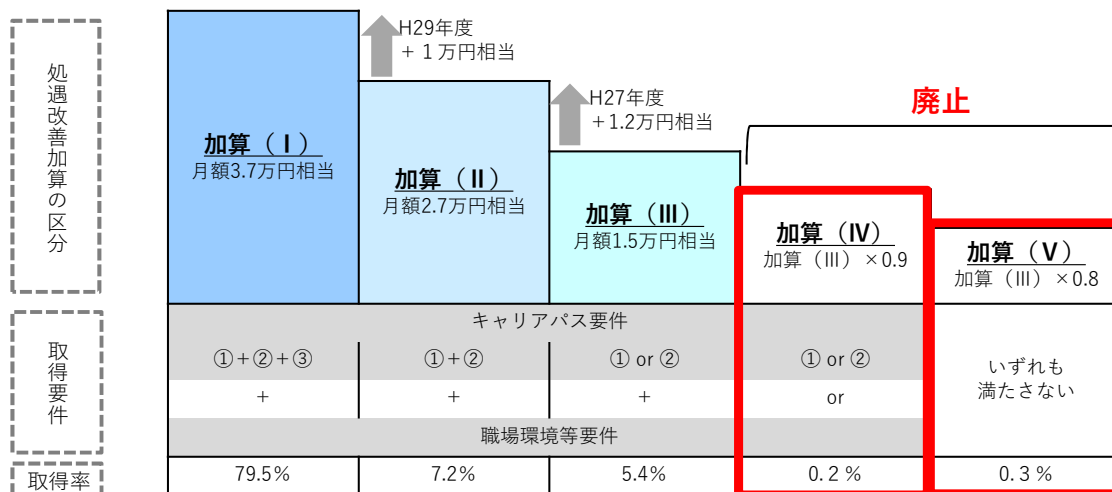 処遇改善加算の区分
H29年度
+ 1 万円相当
H27年度
+1.2万円相当
廃止
加算(Ⅰ)
月額3.7万円相当
加算(Ⅱ)
月額2.7万円相当
加算(Ⅲ)
月額1.5万円相当
加算(Ⅳ)
加算(Ⅲ)×0.9
加算(Ⅴ)
加算(Ⅲ)×0.8
取得要件
キャリアパス要件
①+②+③
①+②
① or ②
① or ②
いずれも
満たさない
+
+
+
or
職場環境等要件
取得率
79.5%
7.2%
5.4%
0.2%
0.3%